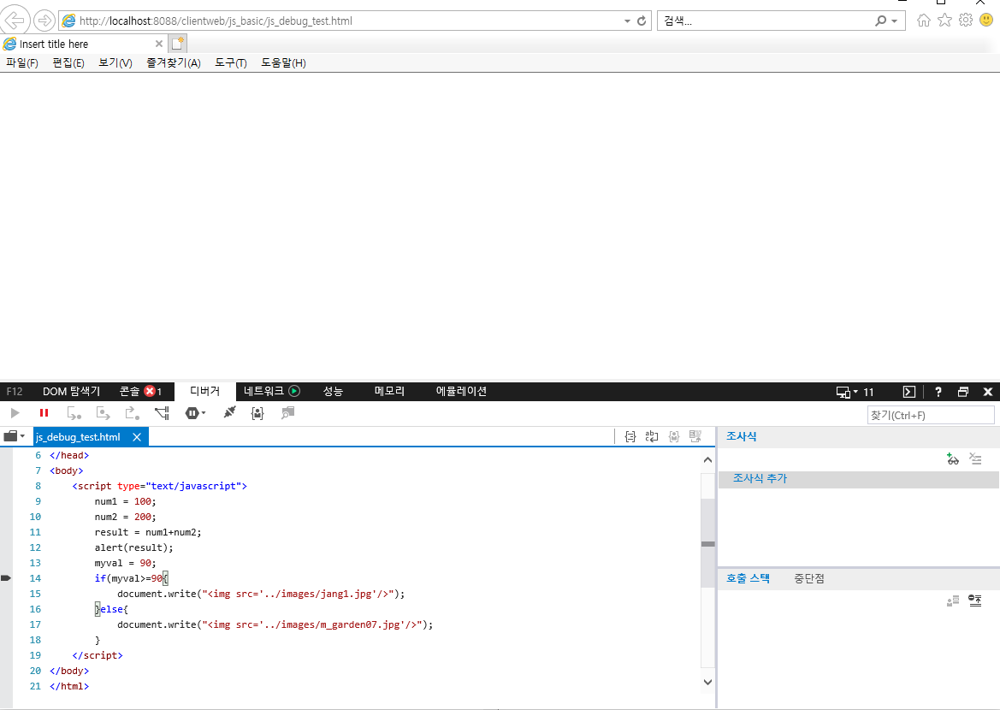 http://localhost:8088/clientweb/js_basic/js_debug_test.html
검색...
Insert title here
파일(F) 편집(E) 보기(V) 즐겨찾기(A) 도구(T) 도움말(H)
F12 DOM 탐색기 콘솔 1 디버거 네트워크 성능 메모리 에뮬레이션 11 ?
찾기(Ctrl+F)
js_debug_test.html
조사식
조사식 추가
6 </head>
7 <body>
8 <script type="text/javascript">
9 num1 = 100;
10 num2 = 200;
11 result = num1+num2;
12 alert(result);
13 myval = 90;
14 if(myval>=90{
15 document.write("<img src='../images/jang1.jpg'/>");
16 }else{
17 document.write("<img src='../images/m_garden07.jpg'/>");
18 }
19 </script>
20 </body>
21 </html>
호출 스택 중단점